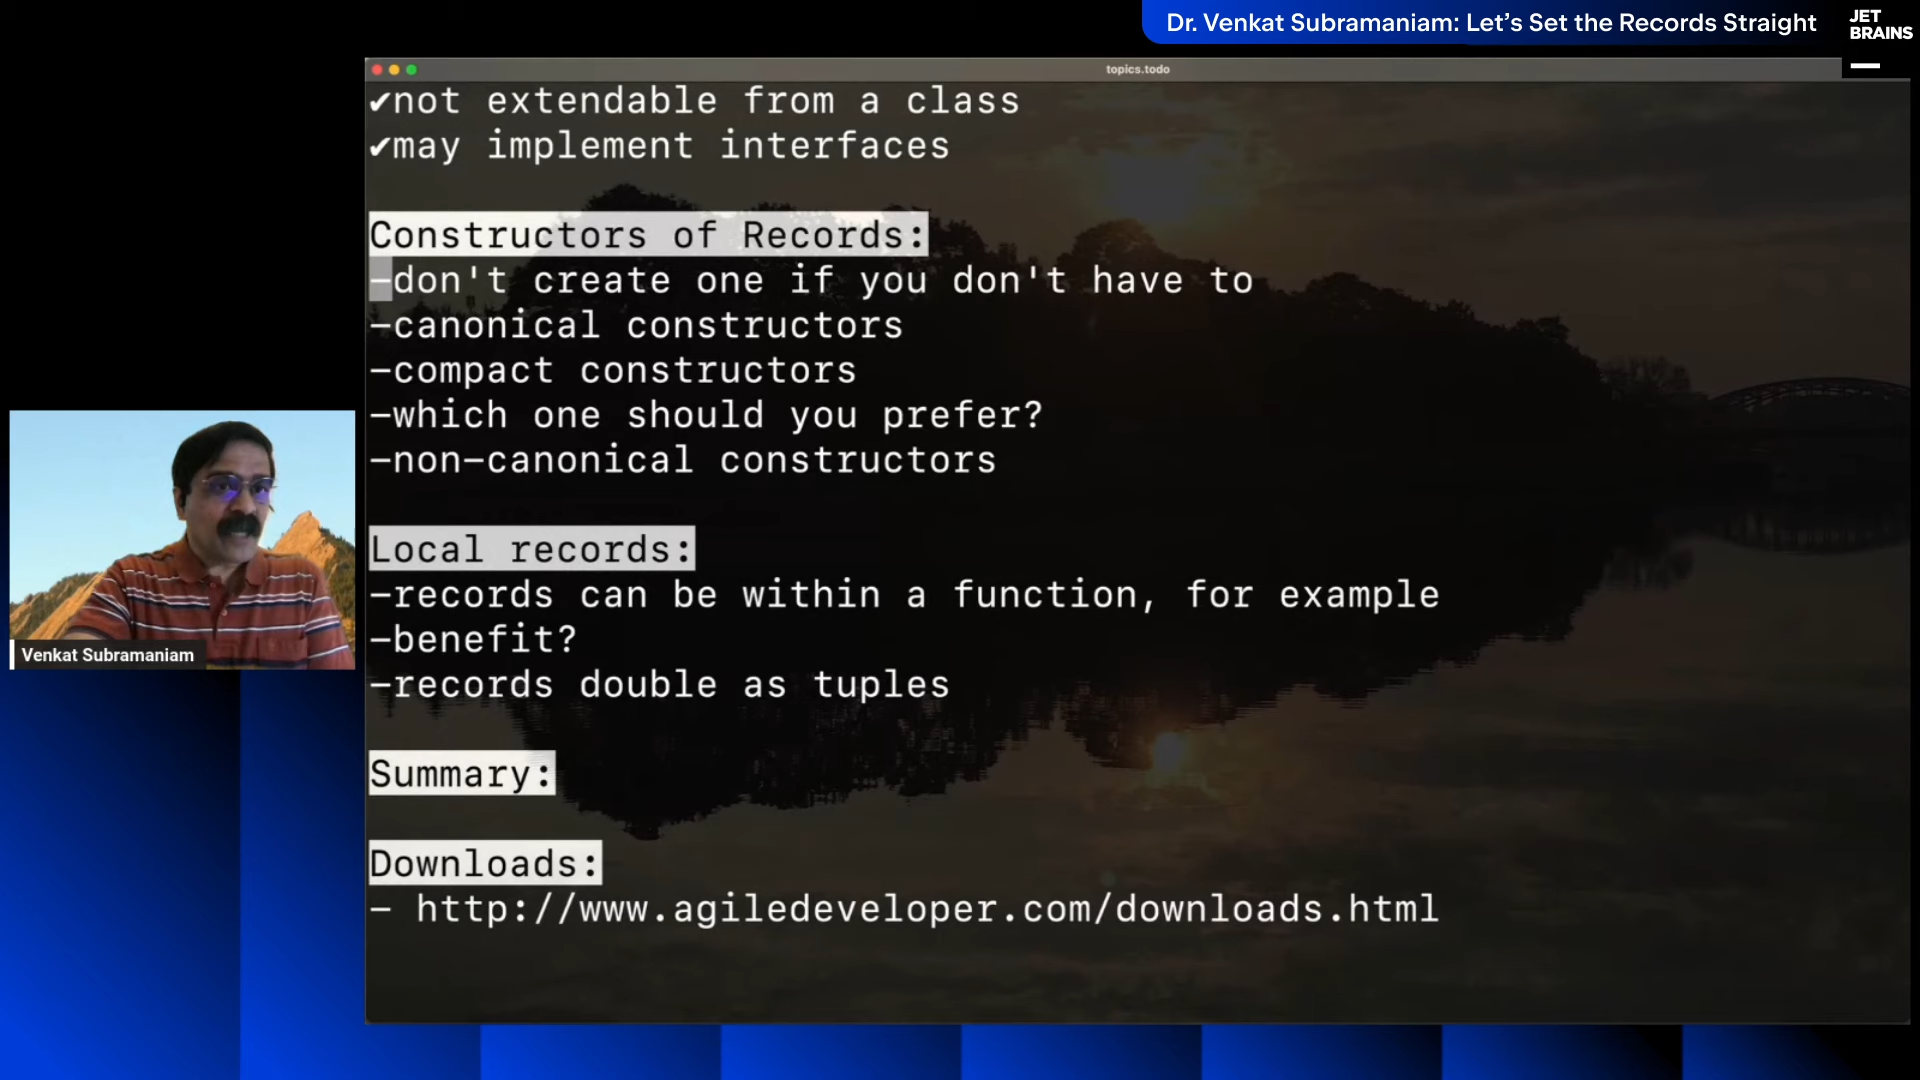 Dr. Venkat Subramaniam: Let's Set the Records Straight
JET
BRAINS
topics.todo
✔not extendable from a class
✔may implement interfaces
Constructors of Records:
-don't create one if you don't have to
-canonical constructors
-compact constructors
-which one should you prefer?
-non-canonical constructors
Local records:
-records can be within a function, for example
-benefit?
-records double as tuples
Summary:
Downloads:
- http://www.agiledeveloper.com/downloads.html
Venkat Subramaniam